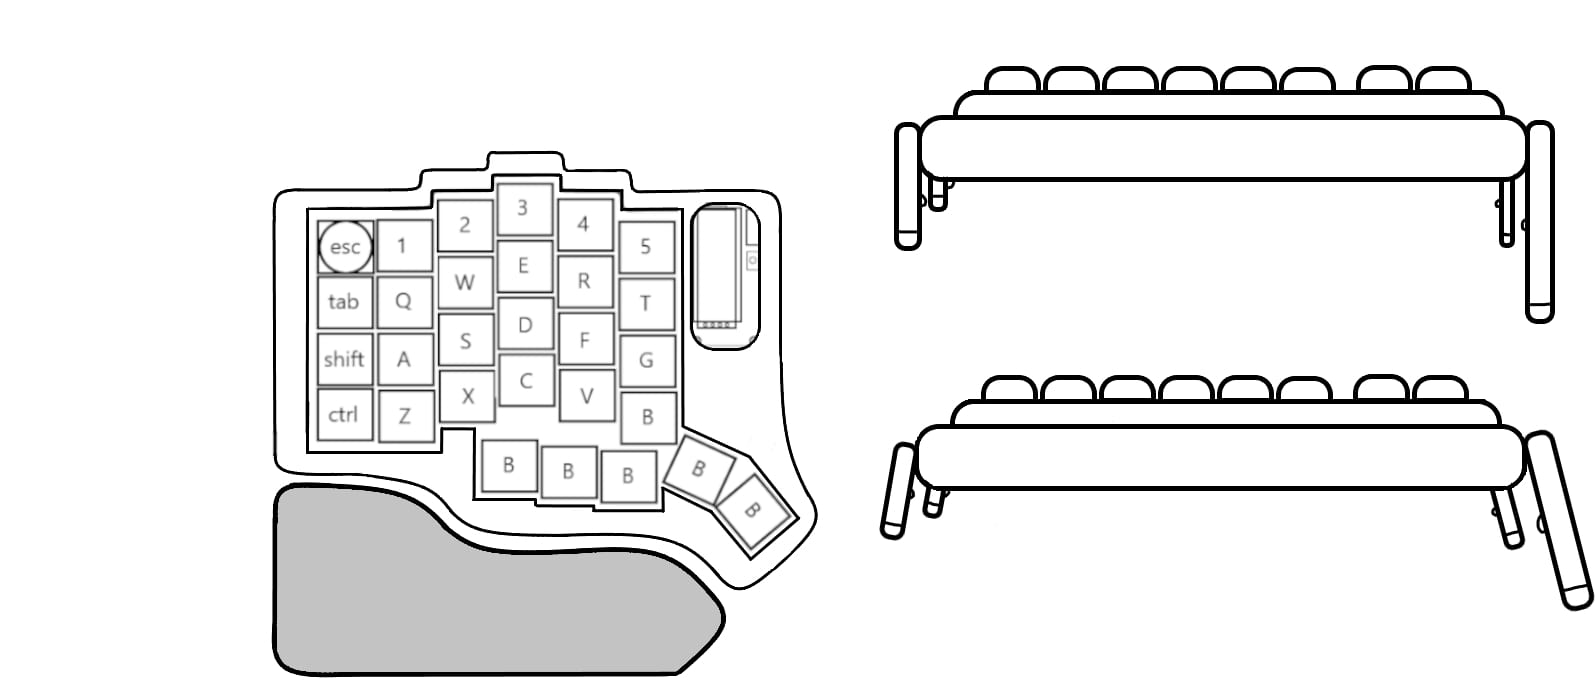 3
2 4
esc 1 5
E
W R
tab Q T
D
S F
shift A G
C
X V
ctrl Z B
B B B B
B